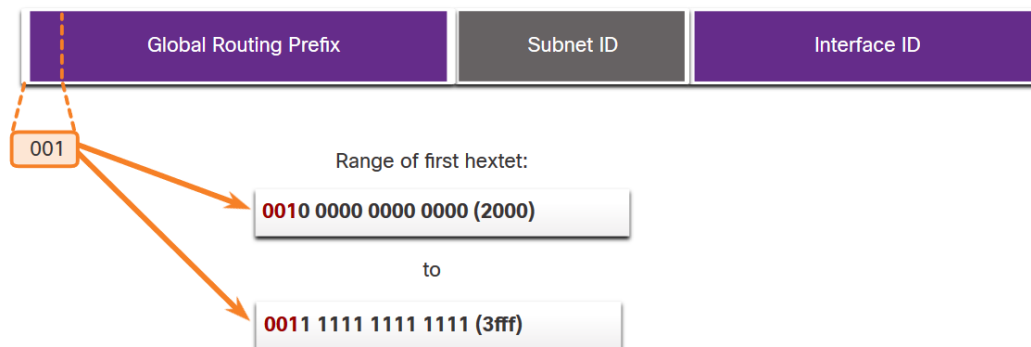 Global Routing Prefix Subnet ID Interface ID
001
Range of first hextet:
0010 0000 0000 0000 (2000)
to
0011 1111 1111 1111 (3fff)